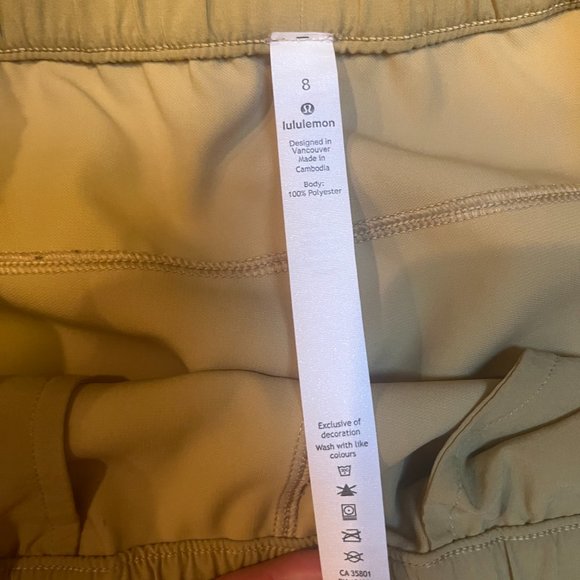 8
lululemon
Designed in
Vancouver
Made in
Cambodia
Body:
100% Polyester
Exclusive of
decoration
Wash with like
colours
CA 35801